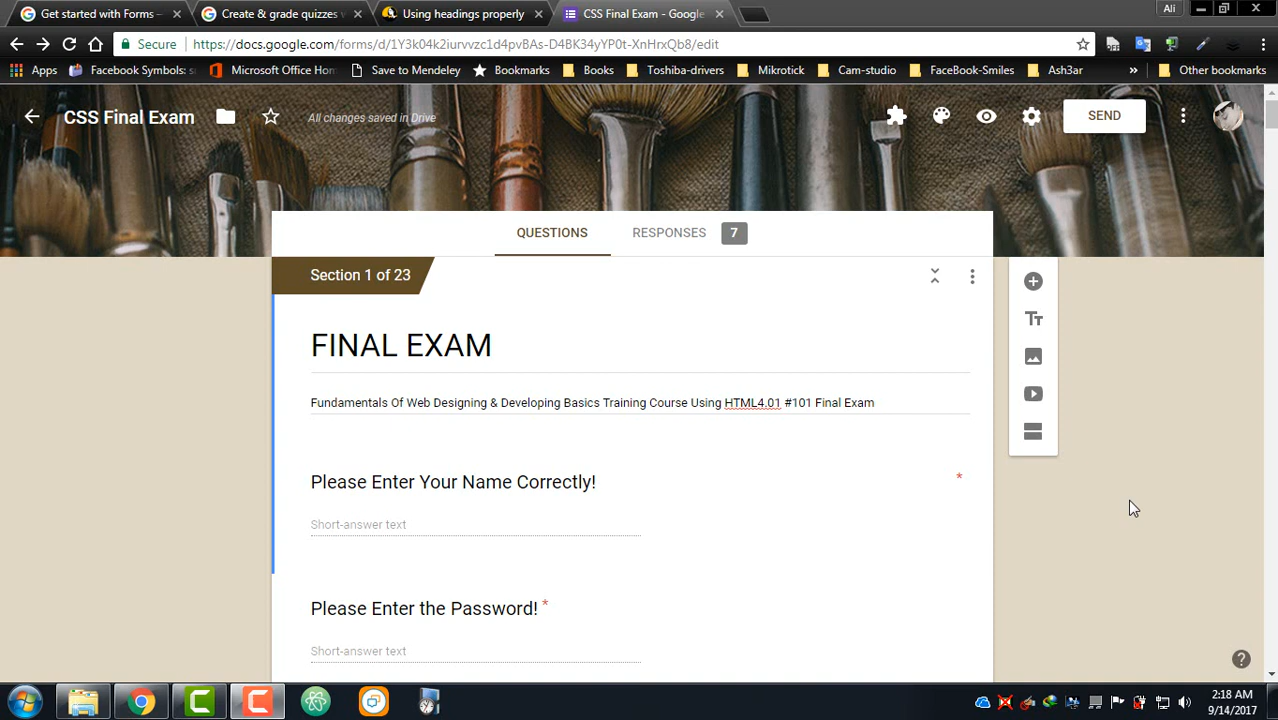 Get started with Forms –
Create & grade quizzes w
Using headings properly
CSS Final Exam - Google
Ali
Secure
https://docs.google.com/forms/d/1Y3k04k2iurvvzc1d4pvBAs-D4BK34yYP0t-XnHrxQb8/edit
Apps
Facebook Symbols: s
Microsoft Office Hom
Save to Mendeley
Bookmarks
Books
Toshiba-drivers
Mikrotick
Cam-studio
FaceBook-Smiles
Ash3ar
»
Other bookmarks
CSS Final Exam
All changes saved in Drive
SEND
QUESTIONS
RESPONSES
7
Section 1 of 23
FINAL EXAM
Tт
Fundamentals Of Web Designing & Developing Basics Training Course Using HTML4.01 #101 Final Exam
Please Enter Your Name Correctly!
*
Short-answer text
Please Enter the Password! *
Short-answer text
2:18 AM
9/14/2017